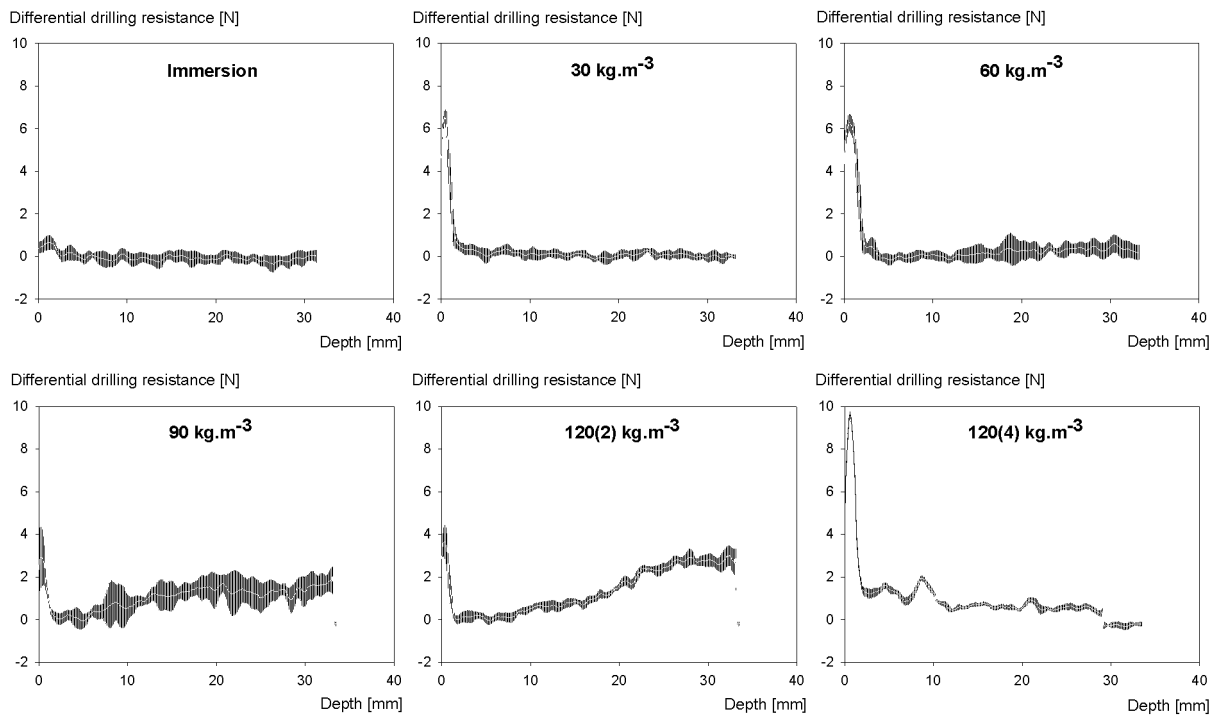 Differential drilling resistance [N]
Immersion
10
8
6
4
2
0
-2
0 10 20 30 40
Depth [mm]
Differential drilling resistance [N]
30 kg.m-3
10
8
6
4
2
0
-2
0 10 20 30 40
Depth [mm]
Differential drilling resistance [N]
60 kg.m-3
10
8
6
4
2
0
-2
0 10 20 30 40
Depth [mm]
Differential drilling resistance [N]
90 kg.m-3
10
8
6
4
2
0
-2
0 10 20 30 40
Depth [mm]
Differential drilling resistance [N]
120(2) kg.m-3
10
8
6
4
2
0
-2
0 10 20 30 40
Depth [mm]
Differential drilling resistance [N]
120(4) kg.m-3
10
8
6
4
2
0
-2
0 10 20 30 40
Depth [mm]